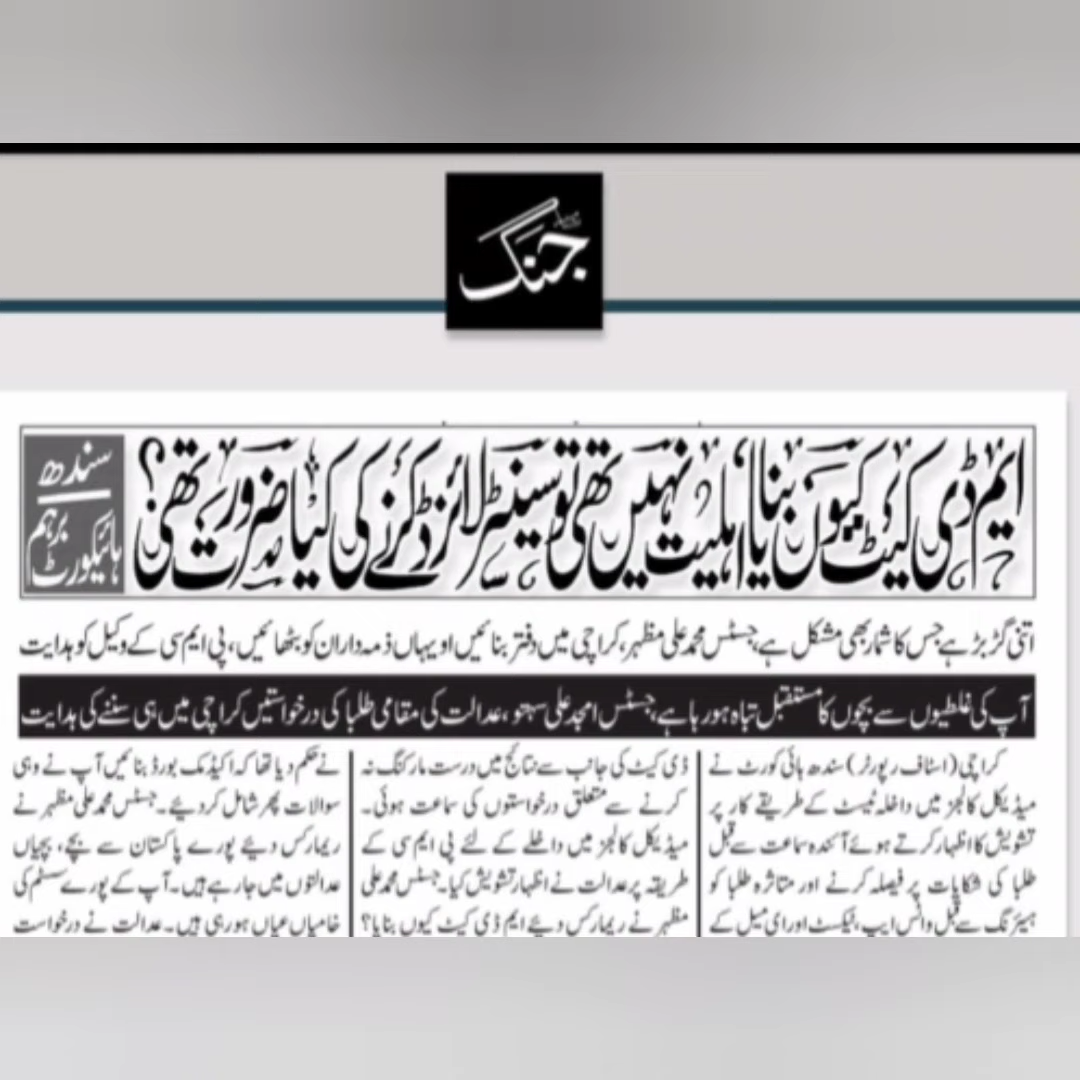 جنگ
ایم ڈی کیٹ کیوں بنایا، اہلیت نہیں تھی تو سینٹرلائزڈ کرنے کی کیا ضرورت تھی؟
سندھ
ہائیکورٹ برہم
اتنی گڑبڑ ہے جس کا شمار بھی مشکل ہے، جسٹس محمد علی مظہر، کراچی میں دفتر بنائیں او یہاں ذمہ داران کو بٹھائیں، پی ایم سی کے وکیل کو ہدایت
آپ کی غلطیوں سے بچوں کا مستقبل تباہ ہو رہا ہے، جسٹس امجد علی سہتو، عدالت کی مقامی طلبا کی درخواستیں کراچی میں ہی سننے کی ہدایت
کراچی (اسٹاف رپورٹر) سندھ ہائی کورٹ نے
میڈیکل کالجز میں داخلہ ٹیسٹ کے طریقے کار پر
تشویش کا اظہار کرتے ہوئے آئندہ سماعت سے قبل
طلبا کی شکایات پر فیصلہ کرنے اور متاثرہ طلبا کو
ہیئرنگ سے قبل واٹس ایپ، ٹیکسٹ اور ای میل کے
ڈی کیٹ کی جانب سے نتائج میں درست مارکنگ نہ
کرنے سے متعلق درخواستوں کی سماعت ہوئی۔
میڈیکل کالجز میں داخلے کے لئے پی ایم سی کے
طریقہ پر عدالت نے اظہار تشویش کیا۔ جسٹس محمد علی
مظہر نے ریمارکس دیئے ایم ڈی کیٹ کیوں بنایا؟
نے حکم دیا تھا کہ اکیڈمک بورڈ بنائیں آپ نے وہی
سوالات پھر شامل کردیئے۔ جسٹس محمد علی مظہر نے
ریمارکس دیئے پورے پاکستان سے بچے، بچیاں
عدالتوں میں جارہے ہیں۔ آپ کے پورے سسٹم کی
خامیاں عیاں ہورہی ہیں۔ عدالت نے درخواست